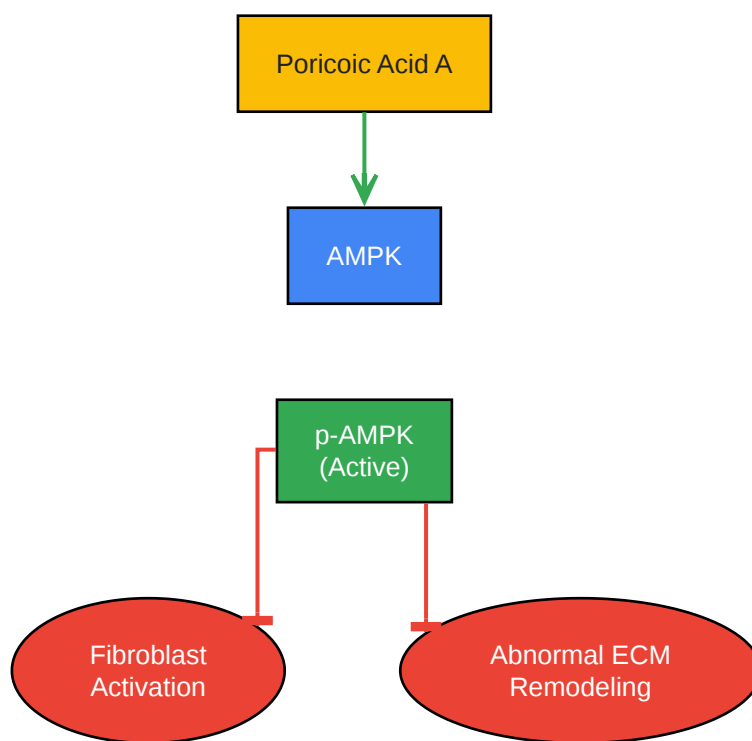 Poricoic Acid A
AMPK
p-AMPK
(Active)
Fibroblast
Activation
Abnormal ECM
Remodeling